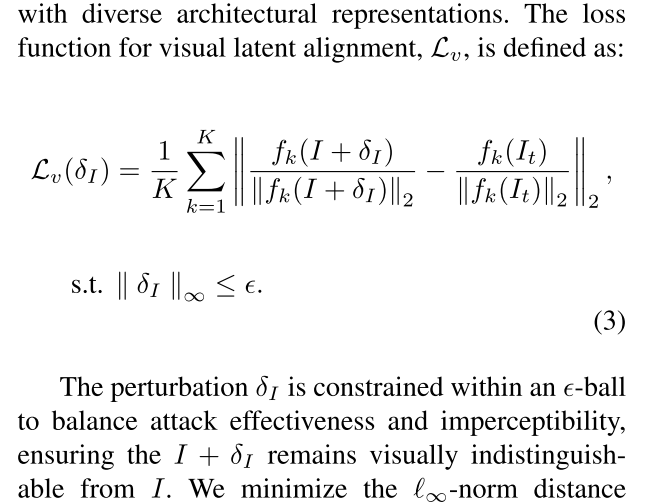 with diverse architectural representations. The loss
function for visual latent alignment, $\mathcal{L}_v$, is defined as:
$$\mathcal{L}_v(\delta_I) = \frac{1}{K} \sum_{k=1}^{K} \left\| \frac{f_k(I + \delta_I)}{\|f_k(I + \delta_I)\|_2} - \frac{f_k(I_t)}{\|f_k(I_t)\|_2} \right\|_2,$$
$$\text{s.t. } \| \delta_I \|_\infty \leq \epsilon.$$
(3)
The perturbation $\delta_I$ is constrained within an $\epsilon$-ball
to balance attack effectiveness and imperceptibility,
ensuring the $I + \delta_I$ remains visually indistinguish-
able from $I$. We minimize the $\ell_\infty$-norm distance